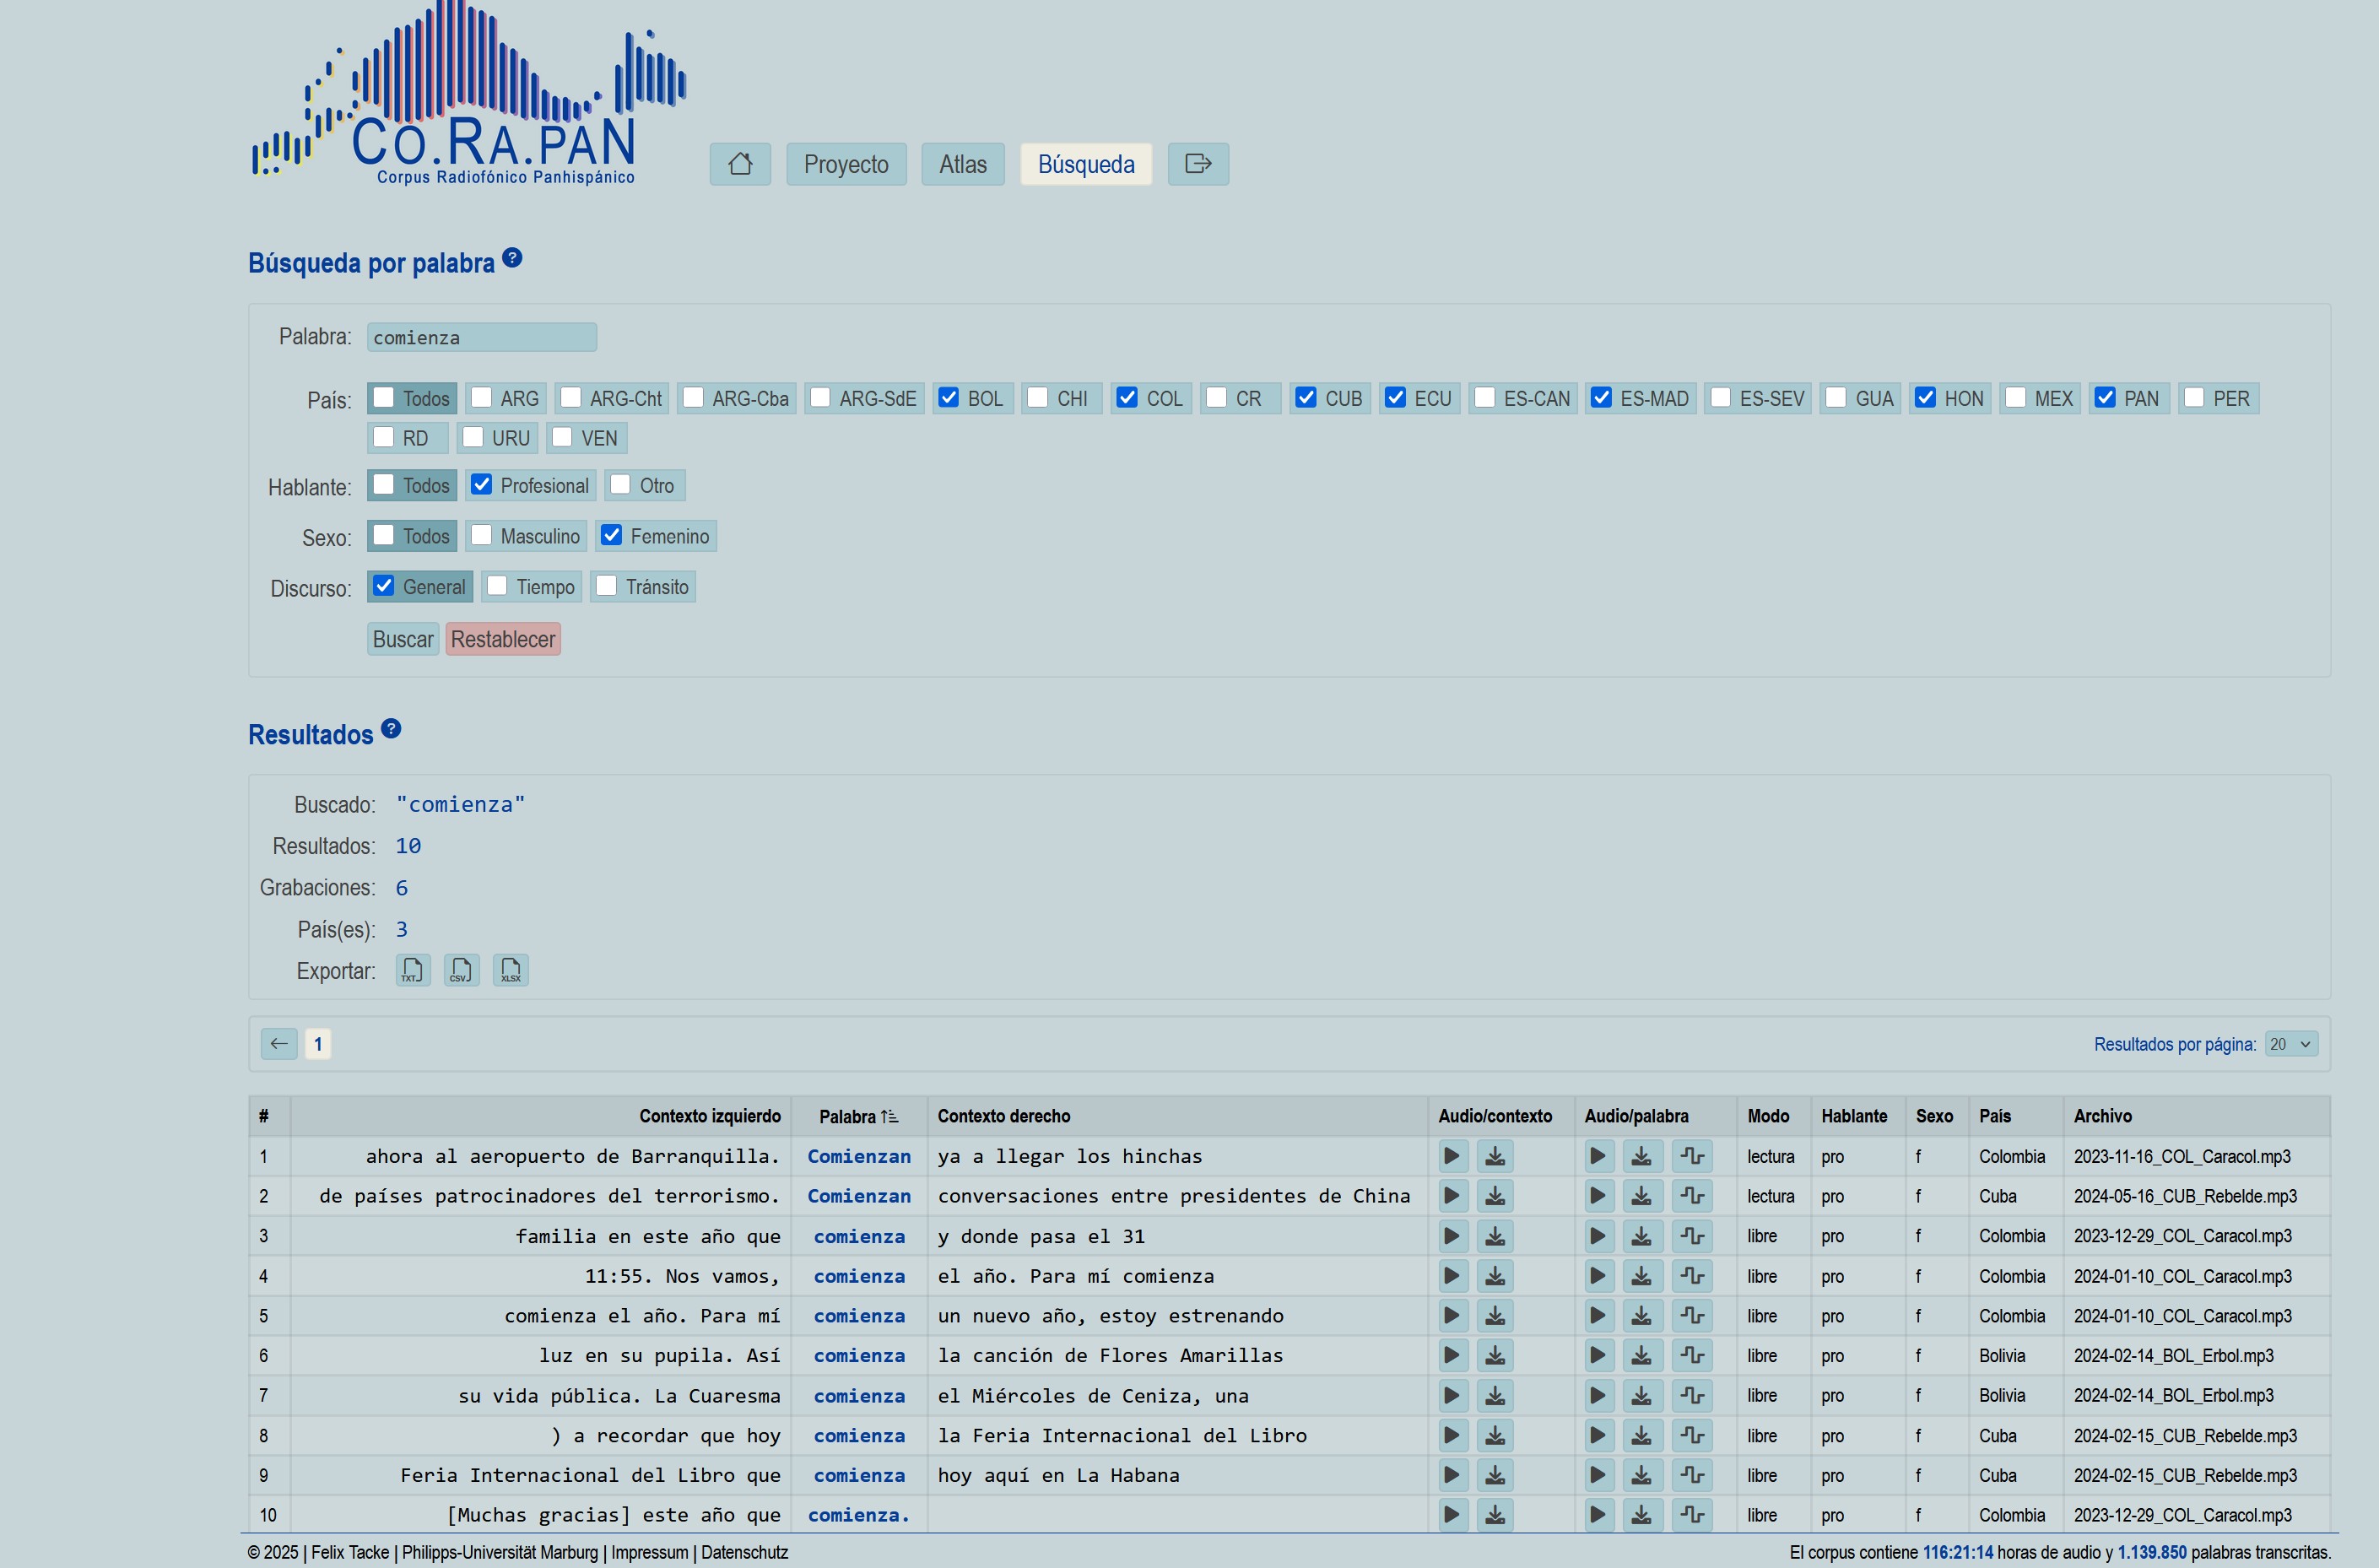 CO.RA.PAN
Corpus Radiofónico Panhispánico
Proyecto Atlas Búsqueda
Búsqueda por palabra ?
Palabra: comienza
País: Todos ARG ARG-Cht ARG-Cba ARG-SdE BOL CHI COL CR CUB ECU ES-CAN ES-MAD ES-SEV GUA HON MEX PAN PER
RD URU VEN
Hablante: Todos Profesional Otro
Sexo: Todos Masculino Femenino
Discurso: General Tiempo Tránsito
Buscar Restablecer
Resultados ?
Buscado: "comienza"
Resultados: 10
Grabaciones: 6
País(es): 3
Exportar: TXT CSV XLSX
← 1 Resultados por página: 20
# Contexto izquierdo Palabra Contexto derecho Audio/contexto Audio/palabra Modo Hablante Sexo País Archivo
1 ahora al aeropuerto de Barranquilla. Comienzan ya a llegar los hinchas lectura pro f Colombia 2023-11-16_COL_Caracol.mp3
2 de países patrocinadores del terrorismo. Comienzan conversaciones entre presidentes de China lectura pro f Cuba 2024-05-16_CUB_Rebelde.mp3
3 familia en este año que comienza y donde pasa el 31 libre pro f Colombia 2023-12-29_COL_Caracol.mp3
4 11:55. Nos vamos, comienza el año. Para mí comienza libre pro f Colombia 2024-01-10_COL_Caracol.mp3
5 comienza el año. Para mí comienza un nuevo año, estoy estrenando libre pro f Colombia 2024-01-10_COL_Caracol.mp3
6 luz en su pupila. Así comienza la canción de Flores Amarillas libre pro f Bolivia 2024-02-14_BOL_Erbol.mp3
7 su vida pública. La Cuaresma comienza el Miércoles de Ceniza, una libre pro f Bolivia 2024-02-14_BOL_Erbol.mp3
8 ) a recordar que hoy comienza la Feria Internacional del Libro libre pro f Cuba 2024-02-15_CUB_Rebelde.mp3
9 Feria Internacional del Libro que comienza hoy aquí en La Habana libre pro f Cuba 2024-02-15_CUB_Rebelde.mp3
10 [Muchas gracias] este año que comienza. libre pro f Colombia 2023-12-29_COL_Caracol.mp3
© 2025 | Felix Tacke | Philipps-Universität Marburg | Impressum | Datenschutz El corpus contiene 116:21:14 horas de audio y 1.139.850 palabras transcritas.